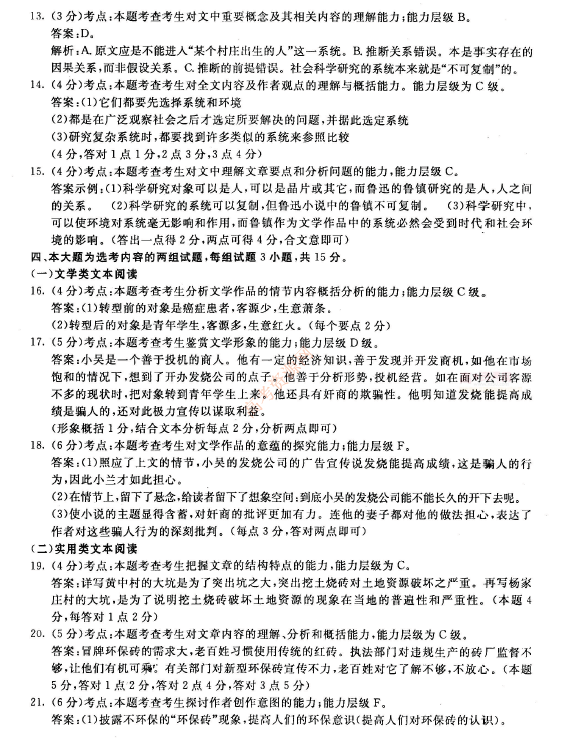 13.(3分)考点:本题考查考生对文中重要概念及其相关内容的理解能力;能力层级B。
答案:D。
解析:A.原文应是不能进入“某个村庄出生的人”这一系统。B.推断关系错误。本是事实存在的
因果关系,而非假设关系。C.推断的前提错误。社会科学研究的系统本来就是“不可复制”的。
14.(4分)考点:本题考查考生对全文内容及作者观点的理解与概括能力。能力层级为C级。
答案:(1)它们都要先选择系统和环境
(2)都是在广泛观察社会之后才选定所要解决的问题,并据此选定系统
(3)研究复杂系统时,都要找到许多类似的系统来参照比较
(4分,答对1点1分,2点3分,3点4分)
15.(4分)考点:本题考查考生对文中理解文章要点和分析问题的能力,能力层级C。
答案示例:(1)科学研究对象可以是人,可以是晶片或其它,而鲁迅的鲁镇研究的是人,人之间
的关系。 (2)科学研究的系统可以复制,但鲁迅小说中的鲁镇不可复制。 (3)科学研究中,
可以使环境对系统毫无影响和作用,而鲁镇作为文学作品中的系统必然会受到时代和社会环
境的影响。(答出一点得2分,两点可得4分,合文意即可)
四、本大题为选考内容的两组试题,每组试题3小题,共15分。
(一)文学类文本阅读
16.(4分)考点:本题考查考生分析文学作品的情节内容概括分析的能力;能力层级C级。
答案:(1)转型前的对象是癌症患者,客源少,生意萧条。
(2)转型后的对象是青年学生,客源多,生意红火。(每个要点2分)
17.(5分)考点:本题考查考生鉴赏文学形象的能力;能力层级D级。
答案:小吴是一个善于投机的商人。他有一定的经济知识,善于发现并开发商机,如他在市场
饱和的情况下,想到了开办发烧公司的点子。他善于分析形势,投机经营。如在面对公司客源
不多的现状时,把对象转到青年学生上来。他还具有奸商的欺骗性。他明知道发烧能提高成
绩是骗人的,还对此极力宣传以谋取利益。
(形象概括1分,结合文本分析每点2分,分析两点即可)
18.(6分)考点:本题考查考生对文学作品的意蕴的探究能力;能力层级F。
答案:(1)照应了上文的情节,小吴的发烧公司的广告宣传说发烧能提高成绩,这是骗人的行
为,因此小兰才如此担心。
(2)在情节上,留下了悬念,给读者留下了想象空间:到底小吴的发烧公司能不能长久的开下去呢。
(3)使小说的主题显得含蓄,对奸商的批评更加有力。连他的妻子都对他的做法担心,表达了
作者对这些骗人行为的深刻批判。(每点3分,答对两点即可)
(二)实用类文本阅读
19.(4分)考点:本题考查考生把握文章的结构特点的能力,能力层级为C。
答案:详写黄中村的大坑是为了突出坑之大,突出挖土烧砖对土地资源破坏之严重。再写杨家
庄村的大坑,是为了说明挖土烧砖破坏土地资源的现象在当地的普遍性和严重性。(本题4
分,每答对1点2分)
20.(5分)考点:本题考查考生对文章内容的理解、分析和概括能力,能力层级为C级。
答案:冒牌环保砖的需求大,老百姓习惯使用传统的红砖。执法部门对违规生产的砖厂监督不
够,让他们有机可乘。有关部门对新型环保砖宣传不力,老百姓对它了解不够,不放心。(本题
5分,答对1点2分,答对2点4分,答对3点5分)
21.(6分)考点:本题考查考生探讨作者创作意图的能力;能力层级F。
答案:(1)披露不环保的“环保砖”现象,提高人们的环保意识(提高人们对环保砖的认识)。